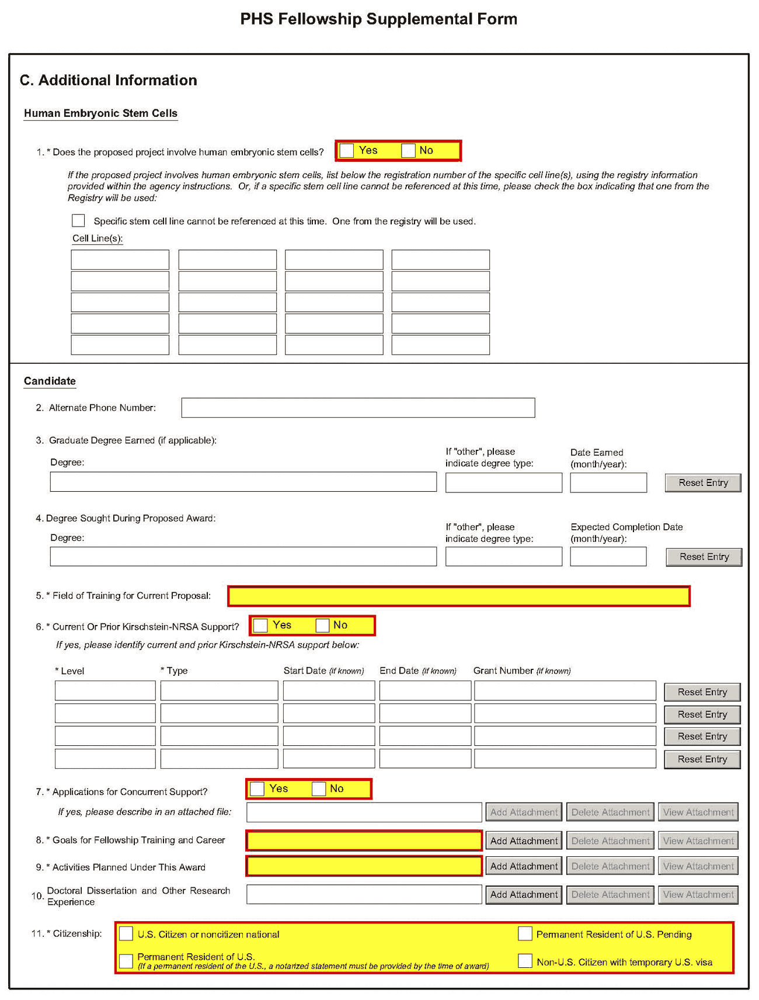 PHS Fellowship Supplemental Form
C. Additional Information
Human Embryonic Stem Cells
1. * Does the proposed project involve human embryonic stem cells? Yes No
If the proposed project involves human embryonic stem cells, list below the registration number of the specific cell line(s), using the registry information
provided within the agency instructions. Or, if a specific stem cell line cannot be referenced at this time, please check the box indicating that one from the
Registry will be used:
Specific stem cell line cannot be referenced at this time. One from the registry will be used.
Cell Line(s):
Candidate
2. Alternate Phone Number:
3. Graduate Degree Earned (if applicable):
Degree:
If "other", please
indicate degree type:
Date Earned
(month/year):
Reset Entry
4. Degree Sought During Proposed Award:
Degree:
If "other", please
indicate degree type:
Expected Completion Date
(month/year):
Reset Entry
5. * Field of Training for Current Proposal:
6. * Current Or Prior Kirschstein-NRSA Support? Yes No
If yes, please identify current and prior Kirschstein-NRSA support below:
* Level * Type Start Date (if known) End Date (if known) Grant Number (if known)
Reset Entry
Reset Entry
Reset Entry
Reset Entry
7. * Applications for Concurrent Support? Yes No
If yes, please describe in an attached file: Add Attachment Delete Attachment View Attachment
8. * Goals for Fellowship Training and Career Add Attachment Delete Attachment View Attachment
9. * Activities Planned Under This Award Add Attachment Delete Attachment View Attachment
10. Doctoral Dissertation and Other Research
Experience
Add Attachment Delete Attachment View Attachment
11. * Citizenship: U.S. Citizen or noncitizen national Permanent Resident of U.S. Pending
Permanent Resident of U.S.
(If a permanent resident of the U.S., a notarized statement must be provided by the time of award)
Non-U.S. Citizen with temporary U.S. visa